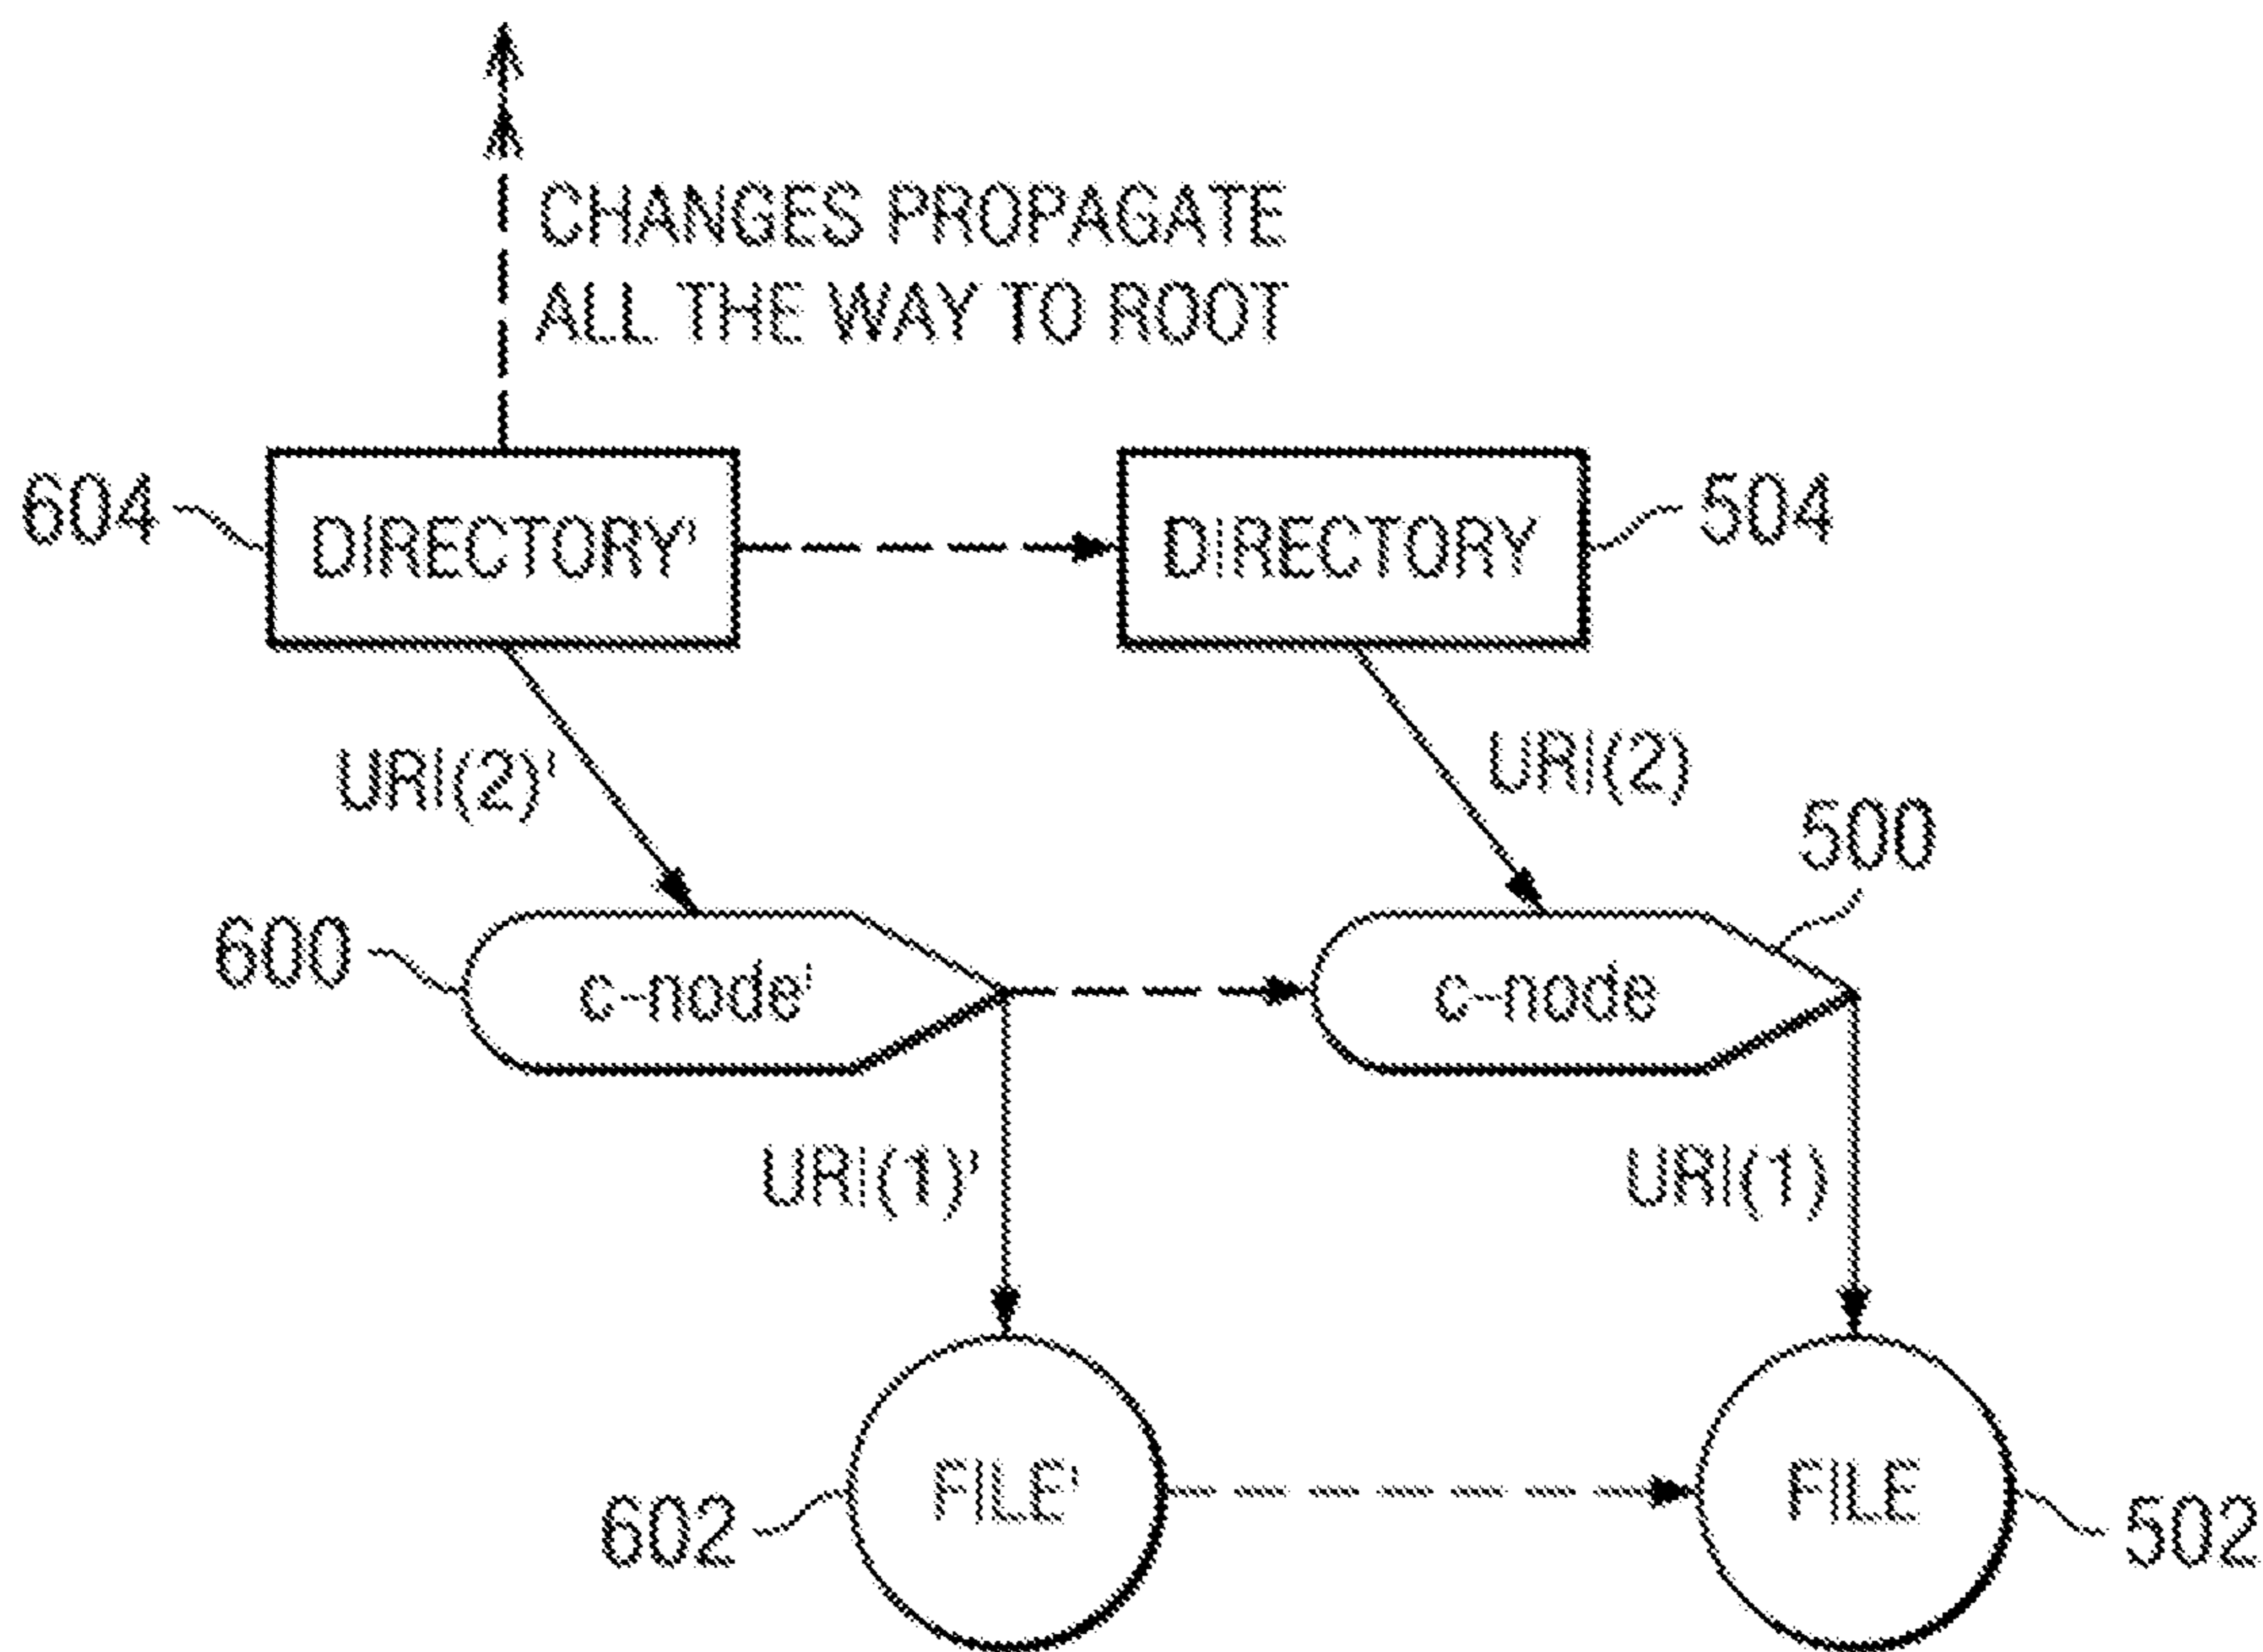 CHANGES PROPAGATE
ALL THE WAY TO ROOT
604
DIRECTORY'
DIRECTORY
504
URI(2)'
URI(2)
500
600
c-node'
c-node
URI(1)'
URI(1)
602
FILE'
FILE
502